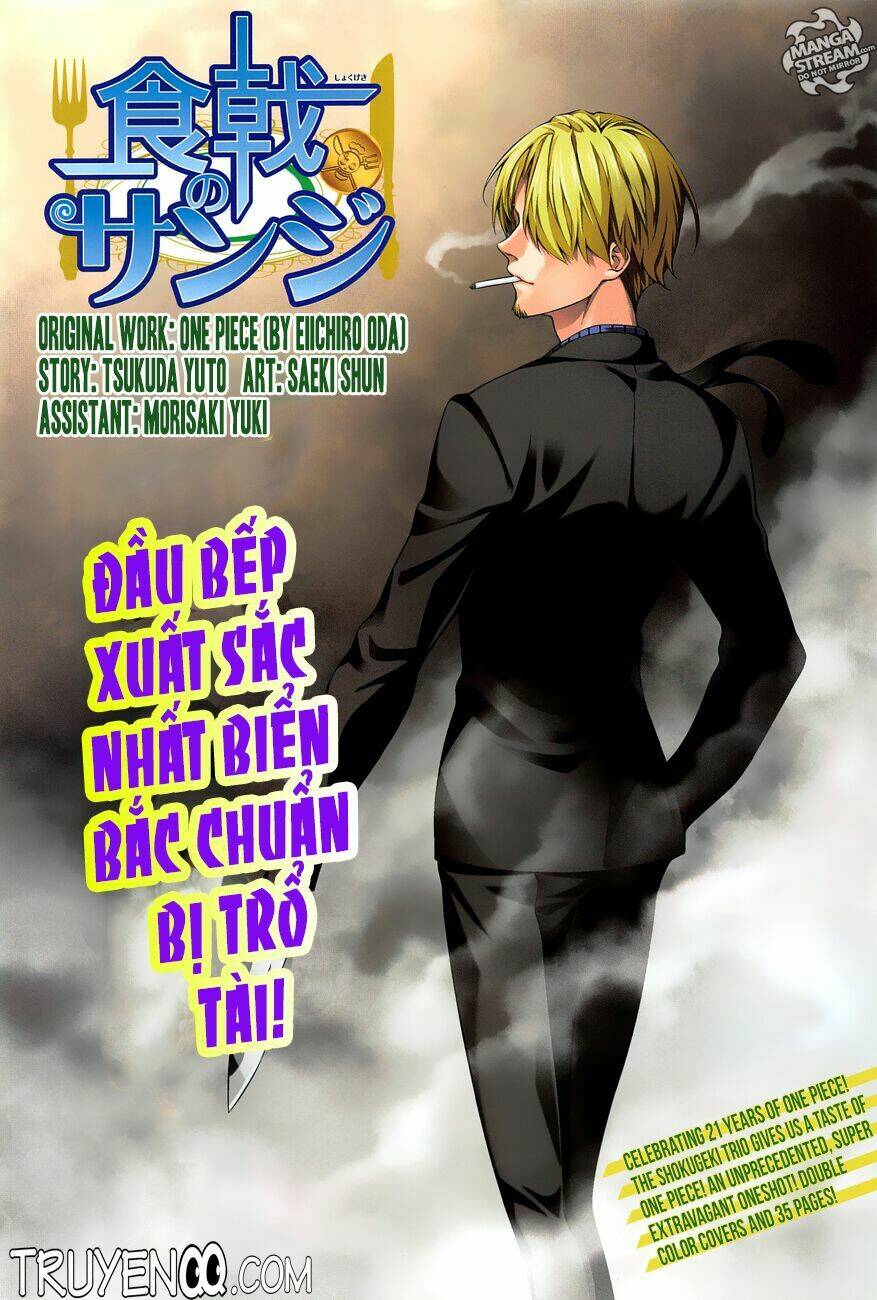 MANGA
STREAM.com
DO NOT MIRROR
しょくげき
食戟の
サンジ
ORIGINAL WORK: ONE PIECE (BY EIICHIRO ODA)
STORY: TSUKUDA YUTO ART: SAEKI SHUN
ASSISTANT: MORISAKI YUKI
ĐẦU BẾP
XUẤT SẮC
NHẤT BIỂN
BẮC CHUẨN
BỊ TRỔ
TÀI!
CELEBRATING 21 YEARS OF ONE PIECE!
THE SHOKUGEKI TRIO GIVES US A TASTE OF
ONE PIECE! AN UNPRECEDENTED, SUPER
EXTRAVAGANT ONESHOT! DOUBLE
COLOR COVERS AND 35 PAGES!
TRUYENQQ.COM